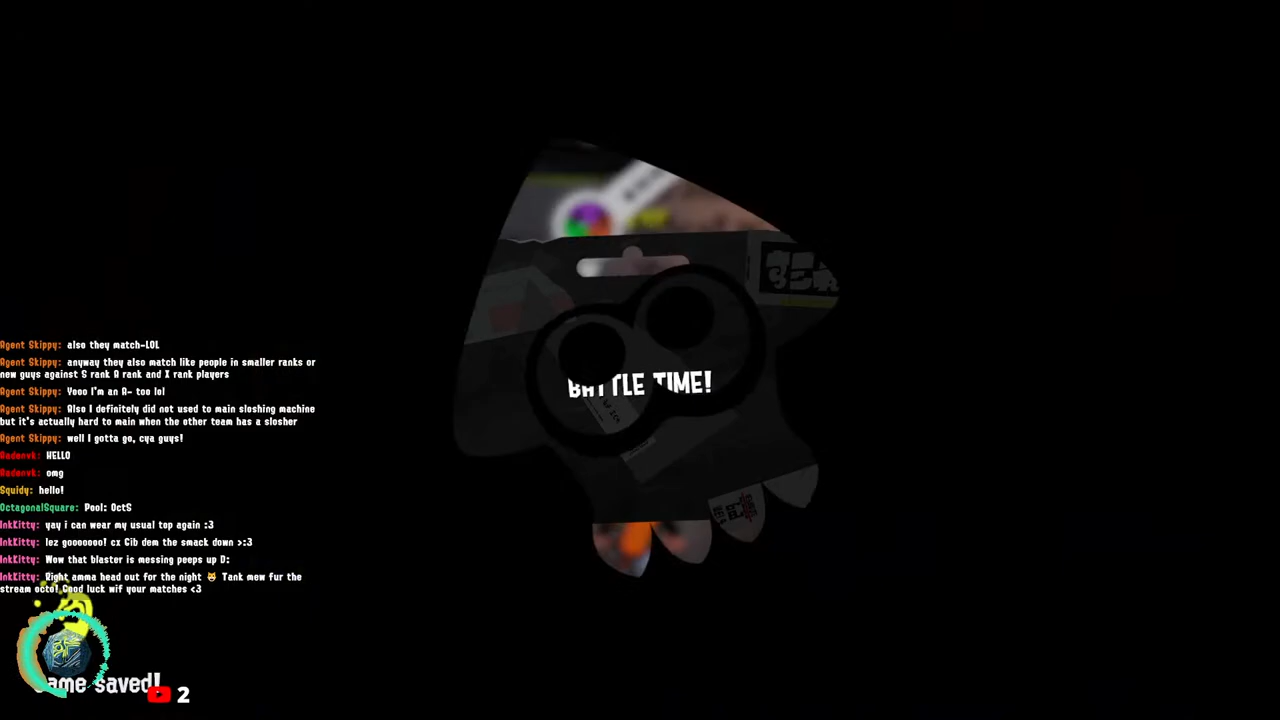 BATTLE TIME!
Agent Skippy: also they match-LOL
Agent Skippy: anyway they also match like people in smaller ranks or
new guys against S rank A rank and X rank players
Agent Skippy: Yooo I'm an A- too lol
Agent Skippy: Also I definitely did not used to main sloshing machine
but it's actually hard to main when the other team has a slosher
Agent Skippy: well I gotta go, cya guys!
HELLO
omg
Squidy: hello!
OctagonalSquare: Pool: OctS
InkKitty: yay i can wear my usual top again :3
InkKitty: lez gooooooo! cx Gib dem the smack down >:3
InkKitty: Wow that blaster is messing peeps up D:
InkKitty: Right amma head out for the night 😼 Tank mew fur the
stream octo! Good luck wif your matches <3
Game saved!
2